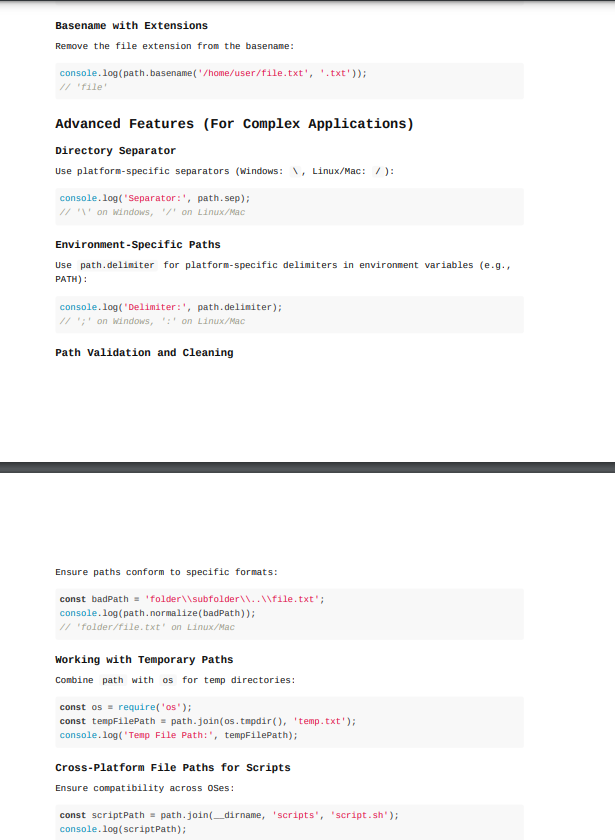 Basename with Extensions
Remove the file extension from the basename:
console.log(path.basename('/home/user/file.txt', '.txt'));
// 'file'
Advanced Features (For Complex Applications)
Directory Separator
Use platform-specific separators (Windows: \, Linux/Mac: /):
console.log('Separator:', path.sep);
// '\' on Windows, '/' on Linux/Mac
Environment-Specific Paths
Use path.delimiter for platform-specific delimiters in environment variables (e.g.,
PATH):
console.log('Delimiter:', path.delimiter);
// ';' on Windows, ':' on Linux/Mac
Path Validation and Cleaning
Ensure paths conform to specific formats:
const badPath = 'folder\\subfolder\\..\\file.txt';
console.log(path.normalize(badPath));
// 'folder/file.txt' on Linux/Mac
Working with Temporary Paths
Combine path with os for temp directories:
const os = require('os');
const tempFilePath = path.join(os.tmpdir(), 'temp.txt');
console.log('Temp File Path:', tempFilePath);
Cross-Platform File Paths for Scripts
Ensure compatibility across OSes:
const scriptPath = path.join(__dirname, 'scripts', 'script.sh');
console.log(scriptPath);